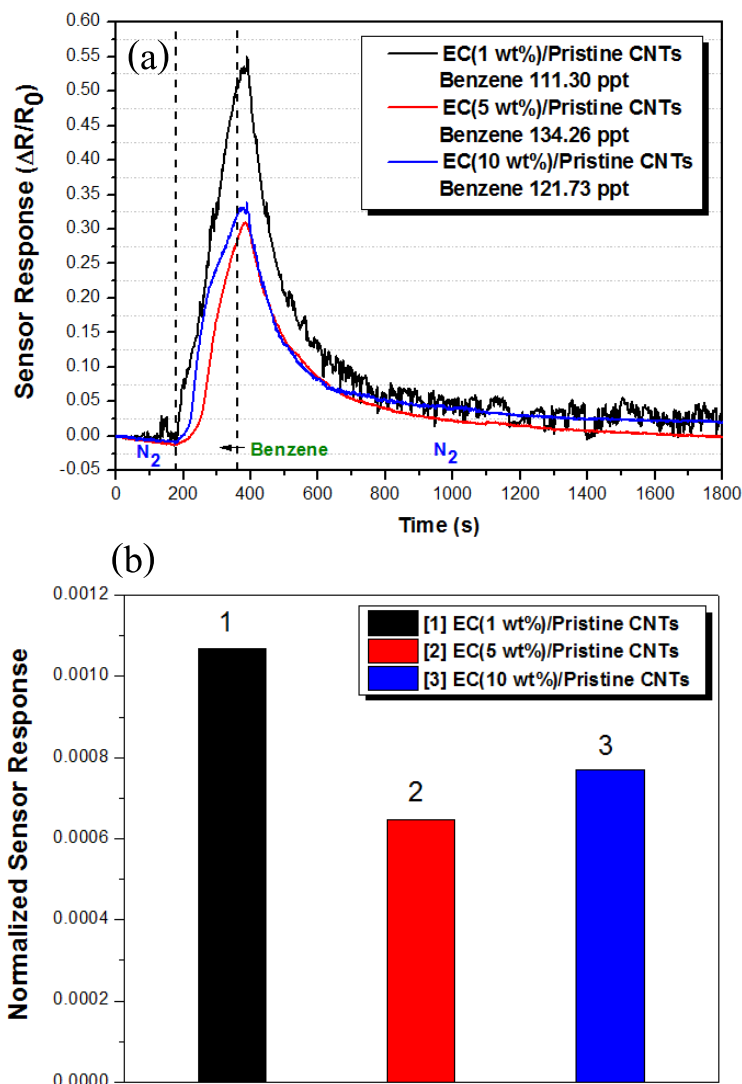 (a)
EC(1 wt%)/Pristine CNTs
Benzene 111.30 ppt
EC(5 wt%)/Pristine CNTs
Benzene 134.26 ppt
EC(10 wt%)/Pristine CNTs
Benzene 121.73 ppt
Sensor Response (ΔR/R0)
0.60
0.55
0.50
0.45
0.40
0.35
0.30
0.25
0.20
0.15
0.10
0.05
0.00
-0.05
N2
Benzene
N2
0 200 400 600 800 1000 1200 1400 1600 1800
Time (s)
(b)
Normalized Sensor Response
0.0012
0.0010
0.0008
0.0006
0.0004
0.0002
0.0000
[1] EC(1 wt%)/Pristine CNTs
[2] EC(5 wt%)/Pristine CNTs
[3] EC(10 wt%)/Pristine CNTs
1
2
3